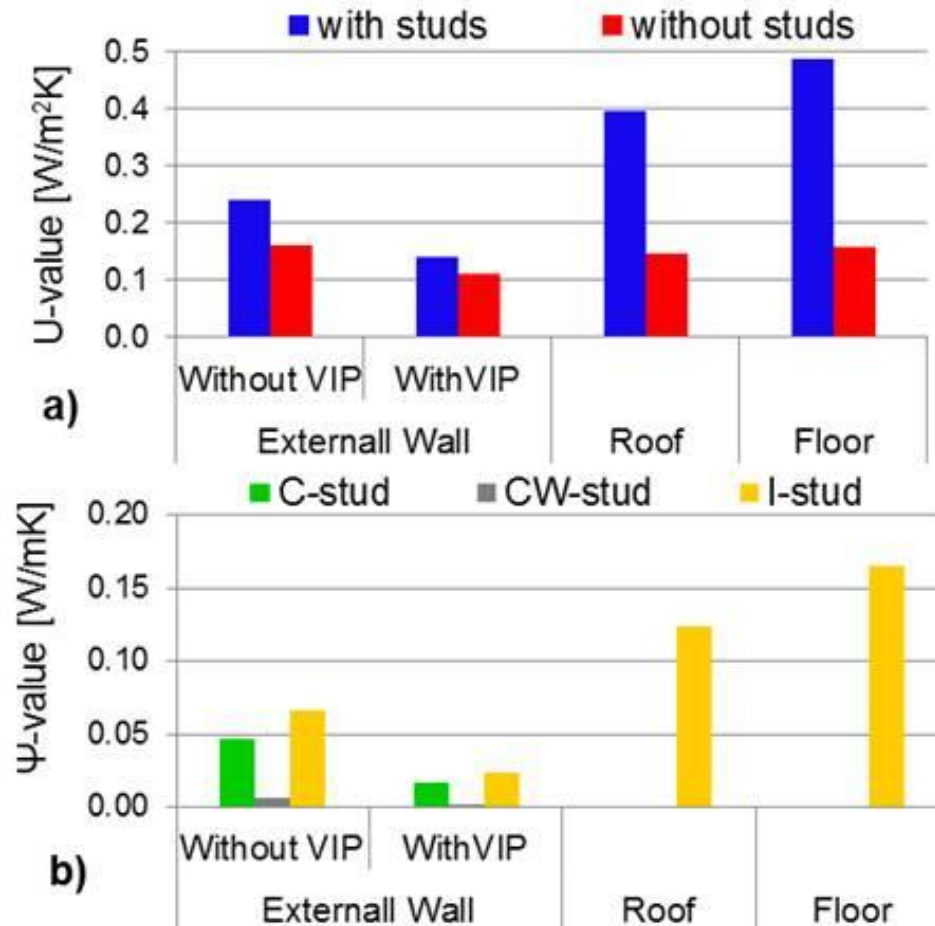 with studs without studs
0.5
0.4
0.3
0.2
0.1
0.0
U-value [W/m²K]
Without VIP WithVIP
Externall Wall Roof Floor
a)
C-stud CW-stud I-stud
0.20
0.15
0.10
0.05
0.00
Ψ-value [W/mK]
Without VIP WithVIP
Externall Wall Roof Floor
b)